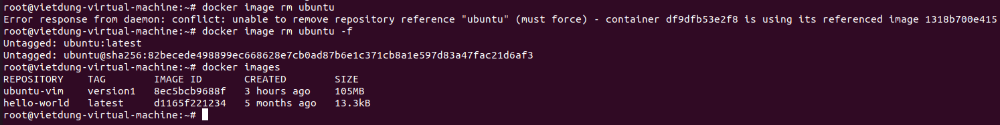 root@vietdung-virtual-machine:~# docker image rm ubuntu
Error response from daemon: conflict: unable to remove repository reference "ubuntu" (must force) - container df9dfb53e2f8 is using its referenced image 1318b700e415
root@vietdung-virtual-machine:~# docker image rm ubuntu -f
Untagged: ubuntu:latest
Untagged: ubuntu@sha256:82becede498899ec668628e7cb0ad87b6e1c371cb8a1e597d83a47fac21d6af3
root@vietdung-virtual-machine:~# docker images
REPOSITORY    TAG        IMAGE ID       CREATED        SIZE
ubuntu-vim    version1   8ec5bcb9688f   3 hours ago    105MB
hello-world   latest     d1165f221234   5 months ago   13.3kB
root@vietdung-virtual-machine:~#